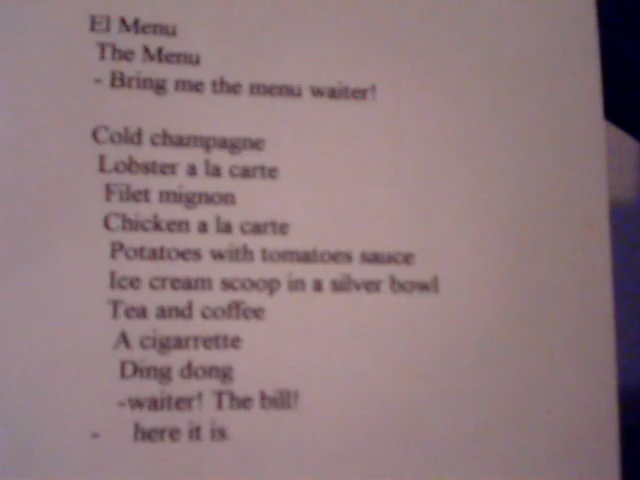 El Menu
The Menu
- Bring me the menu waiter!
Cold champagne
Lobster a la carte
Filet mignon
Chicken a la carte
Potatoes with tomatoes sauce
Ice cream scoop in a silver bowl
Tea and coffee
A cigarrette
Ding dong
-waiter! The bill!
- here it is.